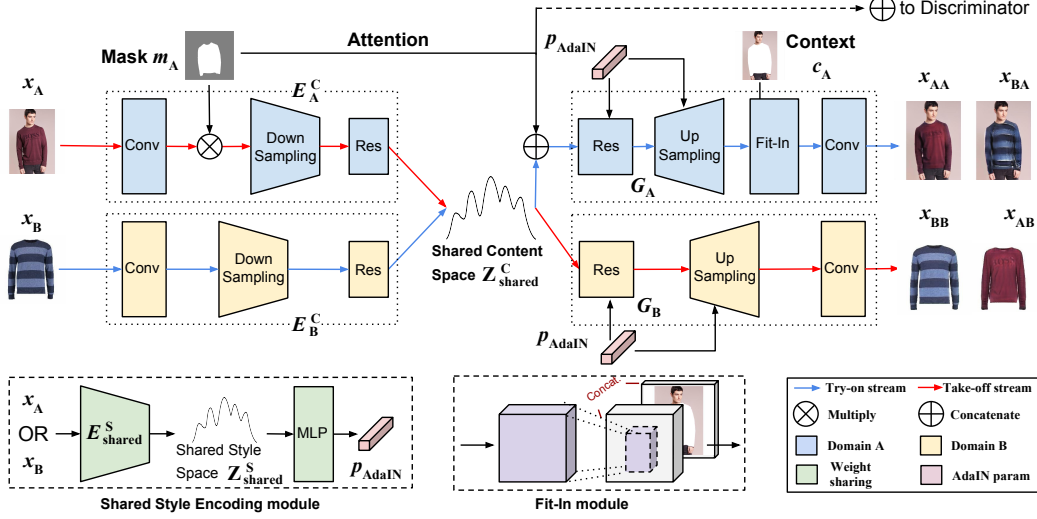 to Discriminator
Attention
Mask m_A
p_AdaIN
Context
c_A
x_A
E_A^C
x_AA
x_BA
Conv
Down
Sampling
Res
Res
Up
Sampling
Fit-In
Conv
G_A
x_B
Shared Content
Space Z_shared^C
x_BB
x_AB
Conv
Down
Sampling
Res
Res
Up
Sampling
Conv
E_B^C
G_B
p_AdaIN
x_A
OR
x_B
E_shared^S
Shared Style
Space Z_shared^S
MLP
p_AdaIN
Shared Style Encoding module
Concat.
Fit-In module
Try-on stream
Take-off stream
Multiply
Concatenate
Domain A
Domain B
Weight
sharing
AdaIN param